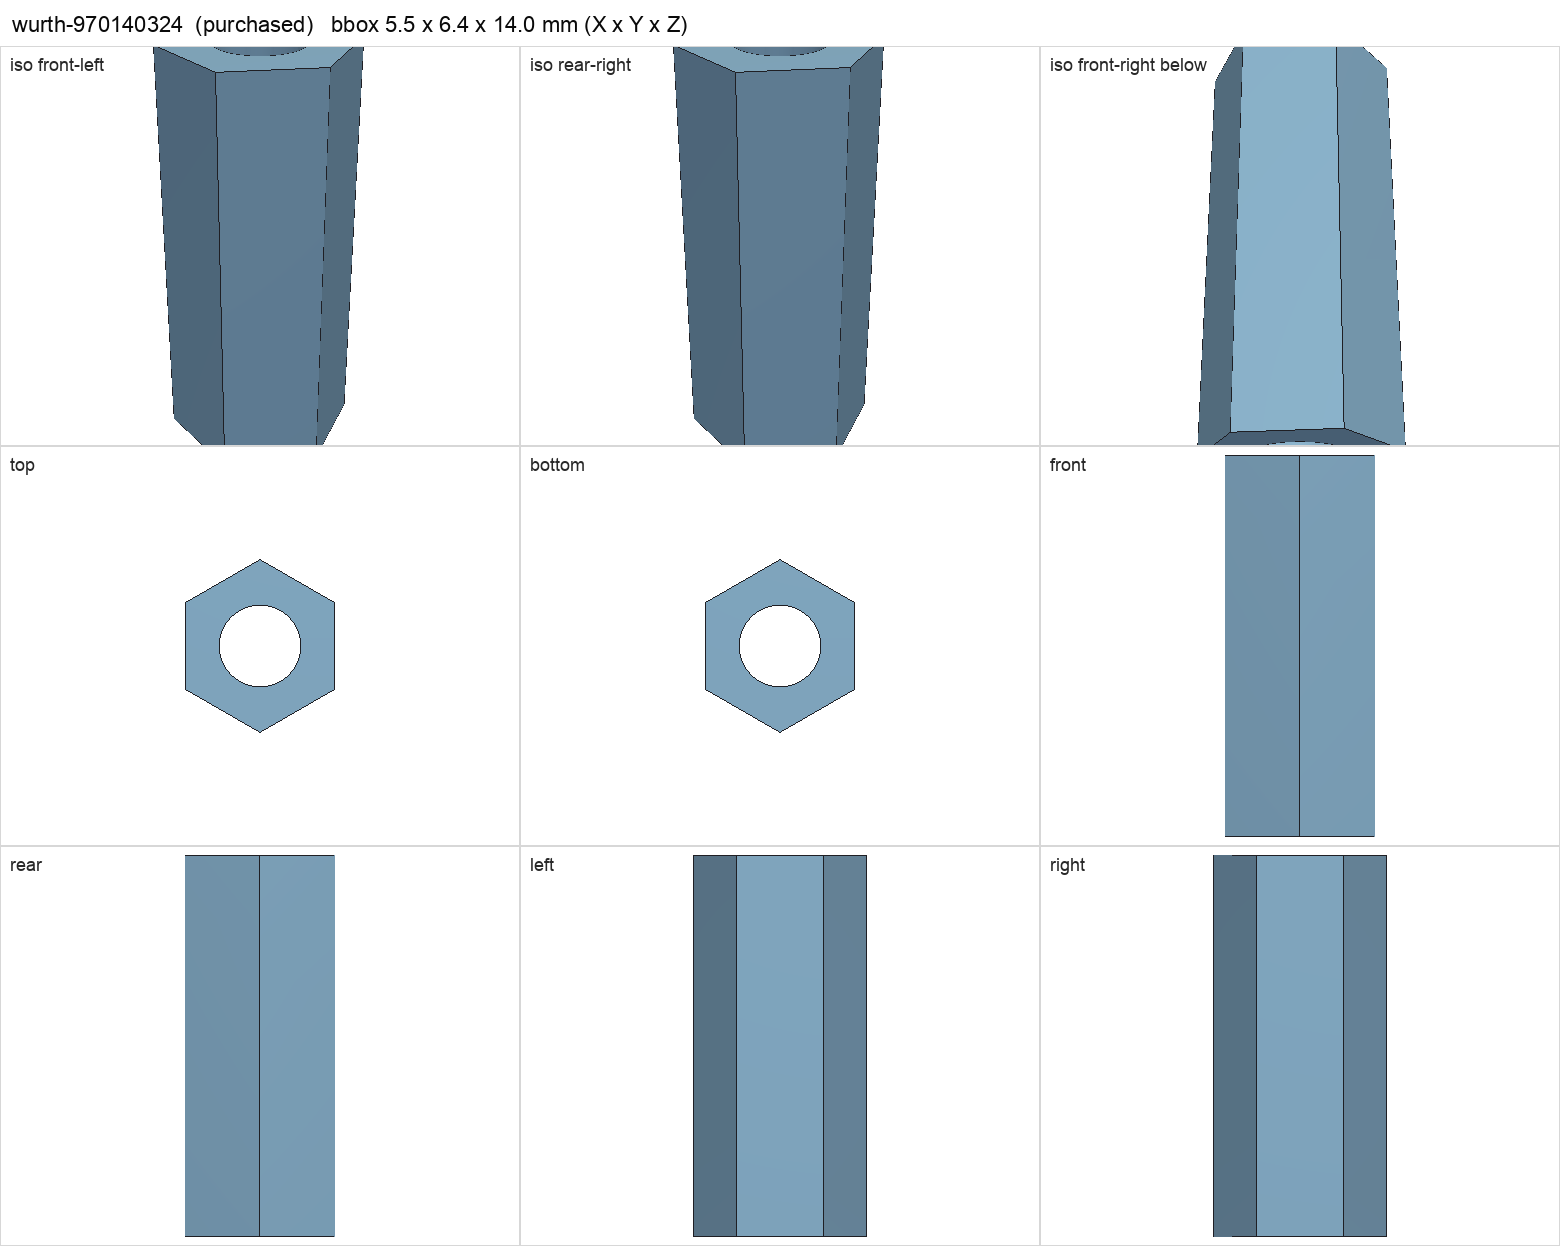 wurth-970140324 (purchased) bbox 5.5 x 6.4 x 14.0 mm (X x Y x Z)
iso front-left
iso rear-right
iso front-right below
top
bottom
front
rear
left
right